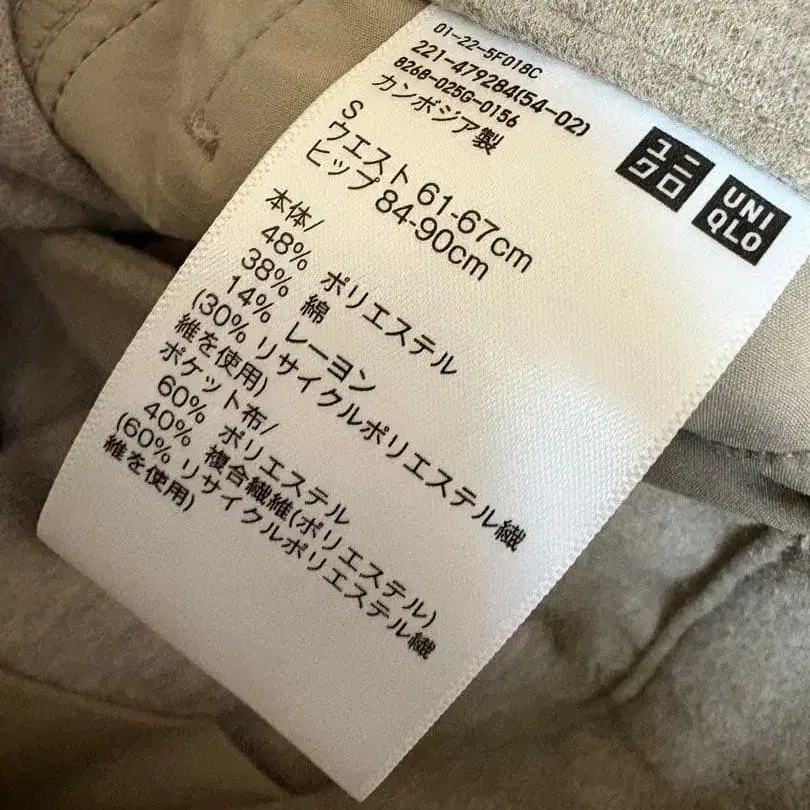 01-22-5F018C
221-479284(54-02)
8268-025G-0156
カンボジア製
S
ウエスト 61-67cm
ヒップ 84-90cm
ユニ
クロ
UNI
QLO
本体/
48% ポリエステル
38% 綿
14% レーヨン
(30% リサイクルポリエステル繊
維を使用)
ポケット布/
60% ポリエステル
40% 複合繊維(ポリエステル)
(60% リサイクルポリエステル繊
維を使用)